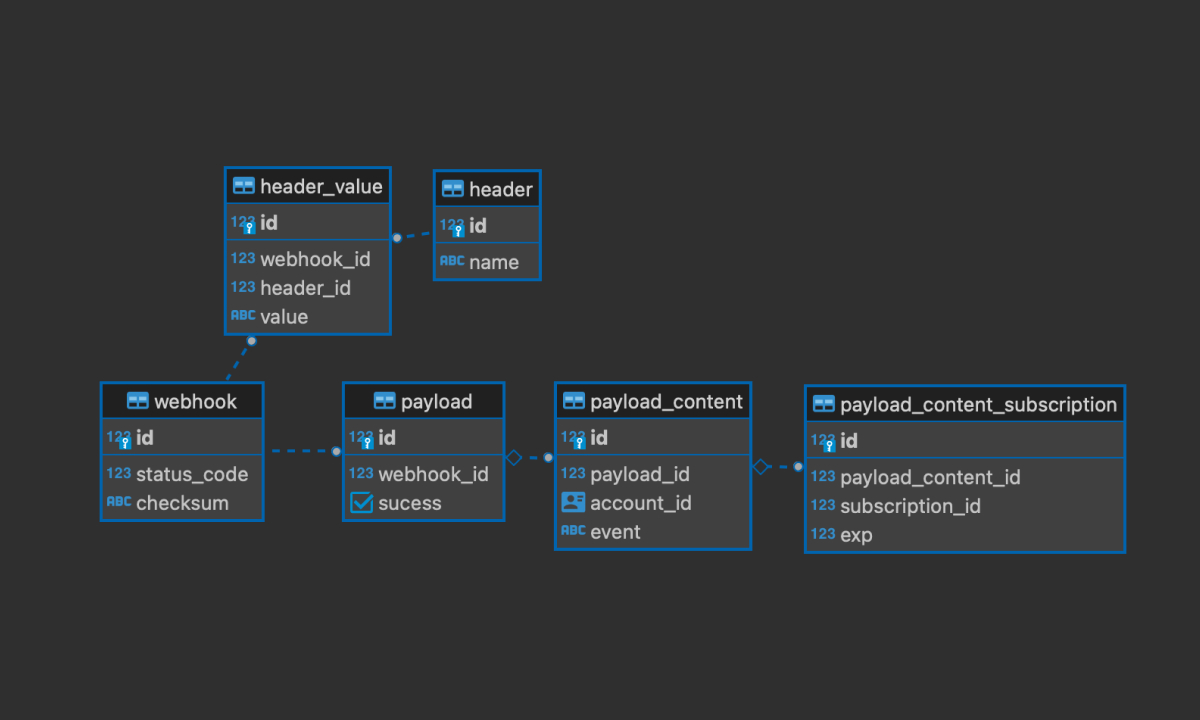 header_value
123 id
123 webhook_id
123 header_id
ABC value
header
123 id
ABC name
webhook
123 id
123 status_code
ABC checksum
payload
123 id
123 webhook_id
sucess
payload_content
123 id
123 payload_id
account_id
ABC event
payload_content_subscription
123 id
123 payload_content_id
123 subscription_id
123 exp